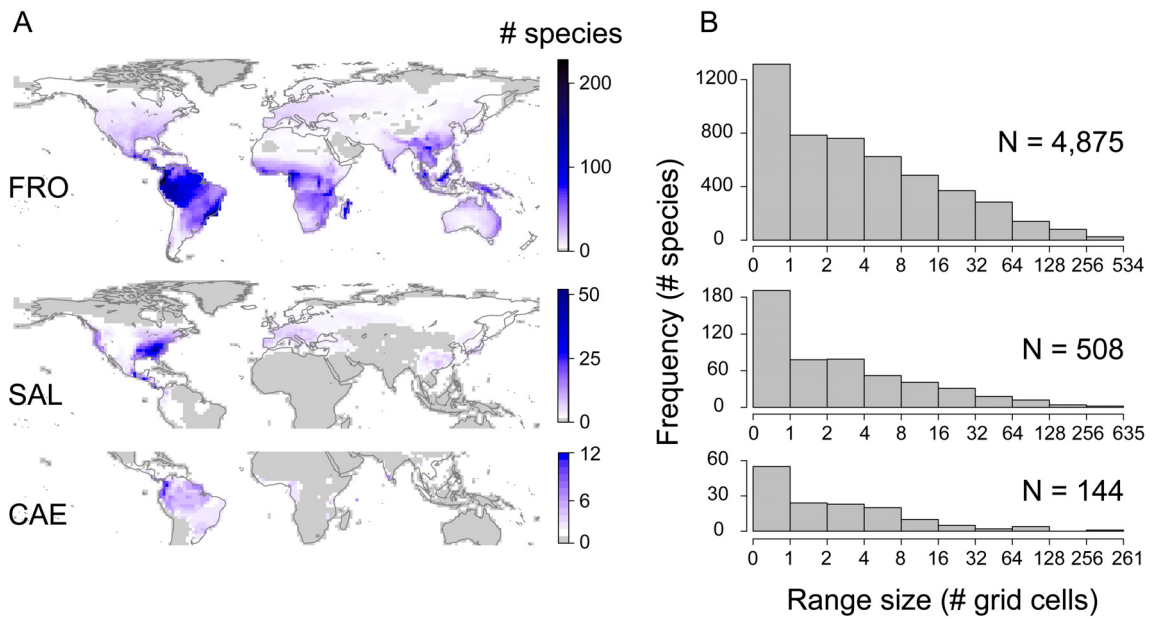 A
B
# species
200
100
0
FRO
50
25
0
SAL
12
6
0
CAE
Frequency (# species)
1200
800
400
0
N = 4,875
0 1 2 4 8 16 32 64 128 256 534
180
120
60
0
N = 508
0 1 2 4 8 16 32 64 128 256 635
60
30
0
N = 144
0 1 2 4 8 16 32 64 128 256 261
Range size (# grid cells)